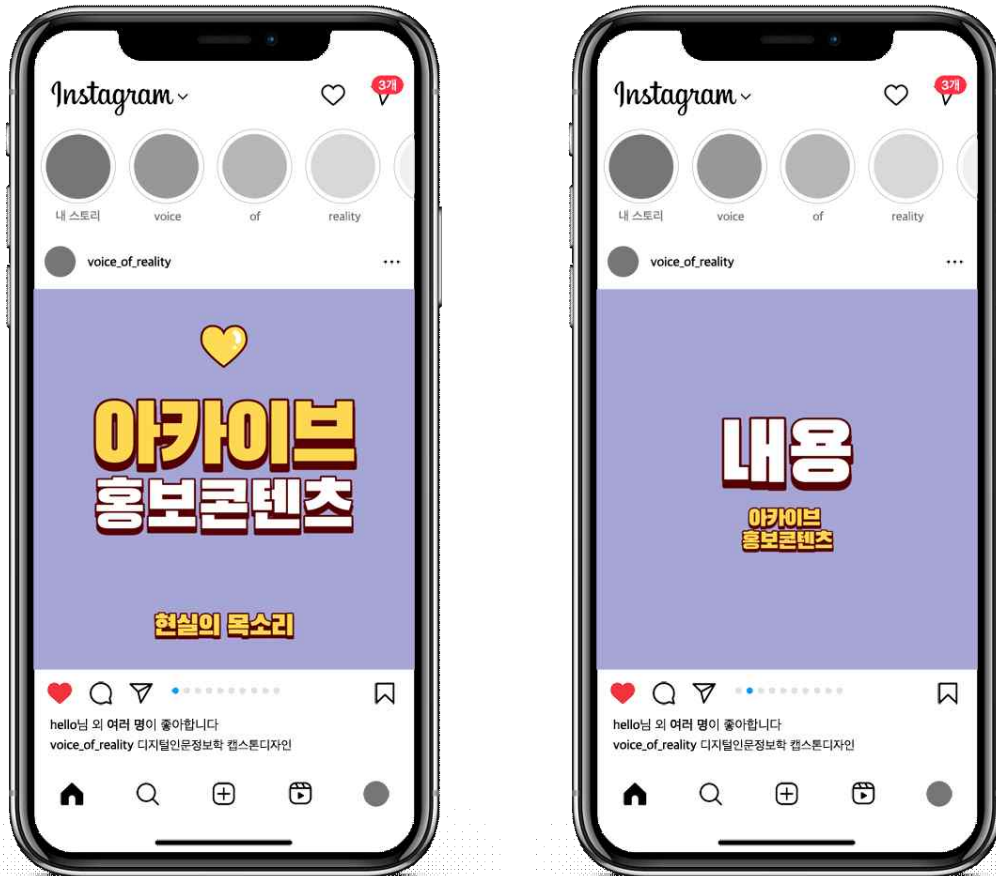 Instagram
3개
내 스토리 voice of reality
voice_of_reality
아카이브
홍보콘텐츠
현실의 목소리
hello님 외 여러 명이 좋아합니다
voice_of_reality 디지털인문정보학 캡스톤디자인
Instagram
3개
내 스토리 voice of reality
voice_of_reality
내용
아카이브
홍보콘텐츠
hello님 외 여러 명이 좋아합니다
voice_of_reality 디지털인문정보학 캡스톤디자인